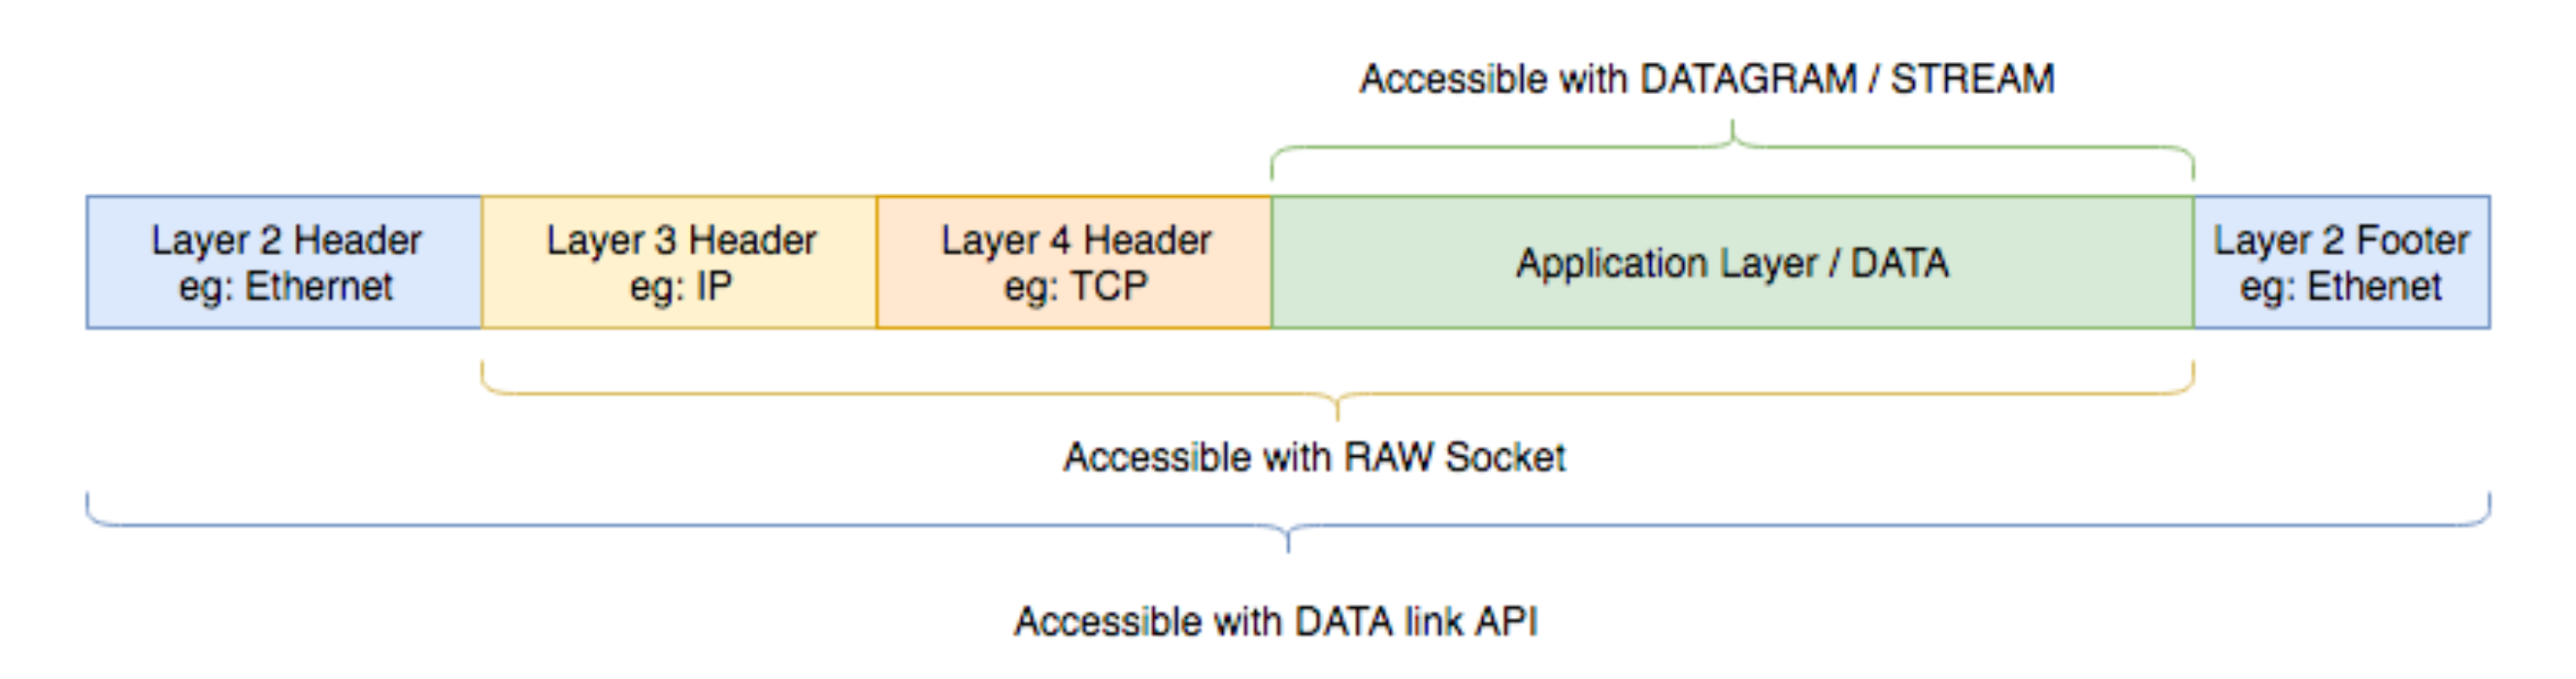 Accessible with DATAGRAM / STREAM
Layer 2 Header
eg: Ethernet
Layer 3 Header
eg: IP
Layer 4 Header
eg: TCP
Application Layer / DATA
Layer 2 Footer
eg: Ethenet
Accessible with RAW Socket
Accessible with DATA link API